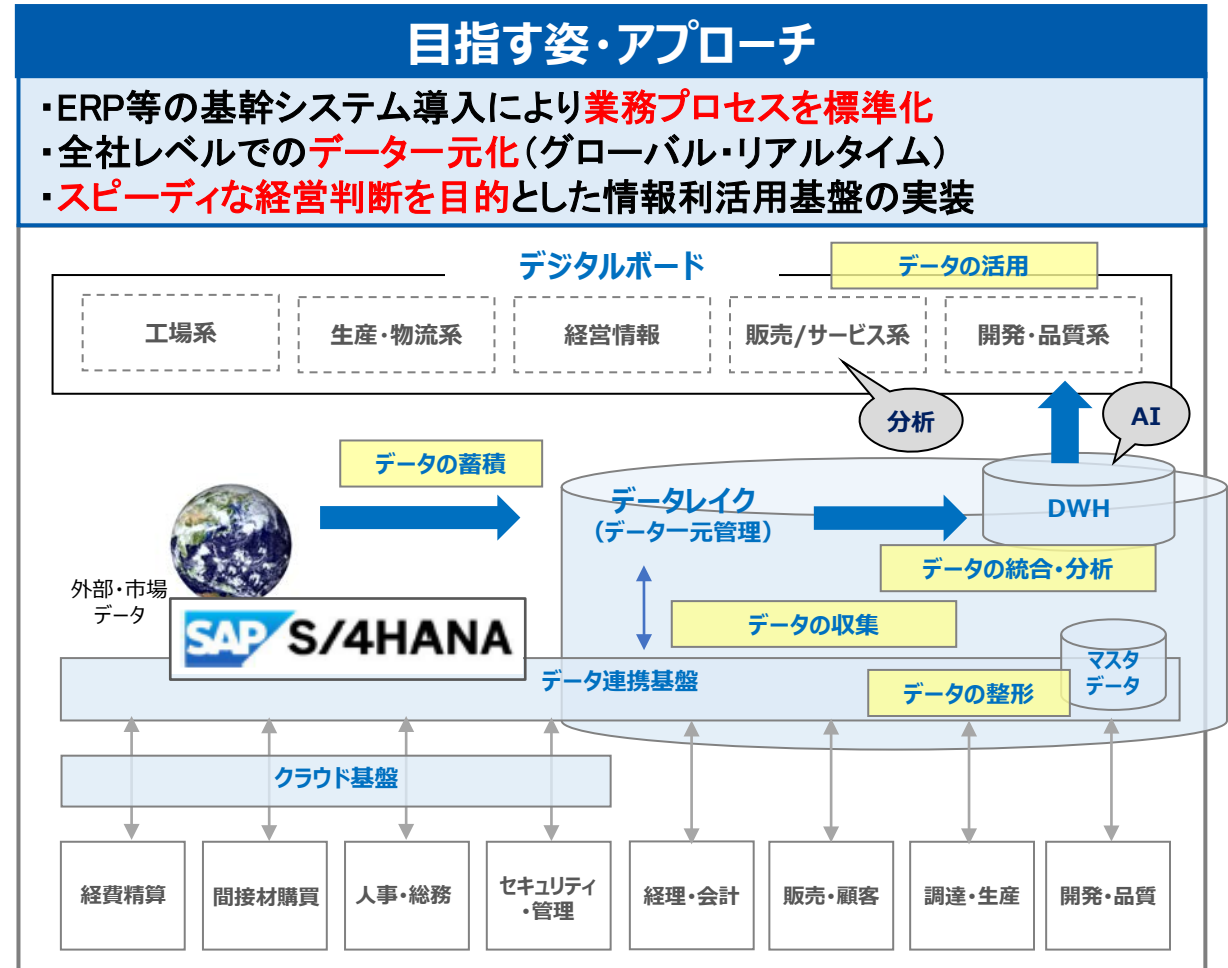 目指す姿・アプローチ
・ERP等の基幹システム導入により業務プロセスを標準化
・全社レベルでのデータ一元化（グローバル・リアルタイム）
・スピーディな経営判断を目的とした情報利活用基盤の実装
デジタルボード
データの活用
工場系
生産・物流系
経営情報
販売/サービス系
開発・品質系
分析
AI
データの蓄積
データレイク
（データ一元管理）
DWH
データの統合・分析
外部・市場
データ
SAP S/4HANA
データの収集
マスタ
データ
データ連携基盤
データの整形
クラウド基盤
経費精算
間接材購買
人事・総務
セキュリティ
・管理
経理・会計
販売・顧客
調達・生産
開発・品質